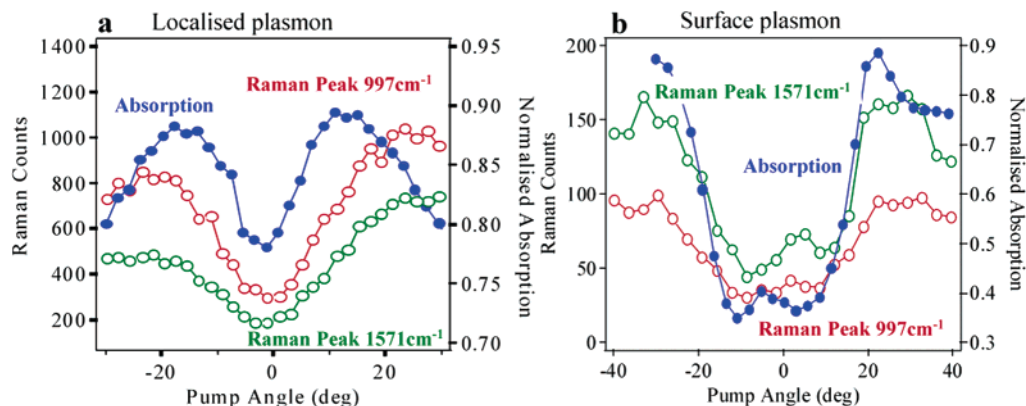 a Localised plasmon
1400
1200
1000
800
600
400
200
Raman Counts
0.95
0.90
0.85
0.80
0.75
0.70
Normalised Absorption
Absorption
Raman Peak 997cm⁻¹
Raman Peak 1571cm⁻¹
-20 0 20
Pump Angle (deg)
b Surface plasmon
200
150
100
50
0
Raman Counts
0.9
0.8
0.7
0.6
0.5
0.4
0.3
Normalised Absorption
Raman Peak 1571cm⁻¹
Absorption
Raman Peak 997cm⁻¹
-40 -20 0 20 40
Pump Angle (deg)